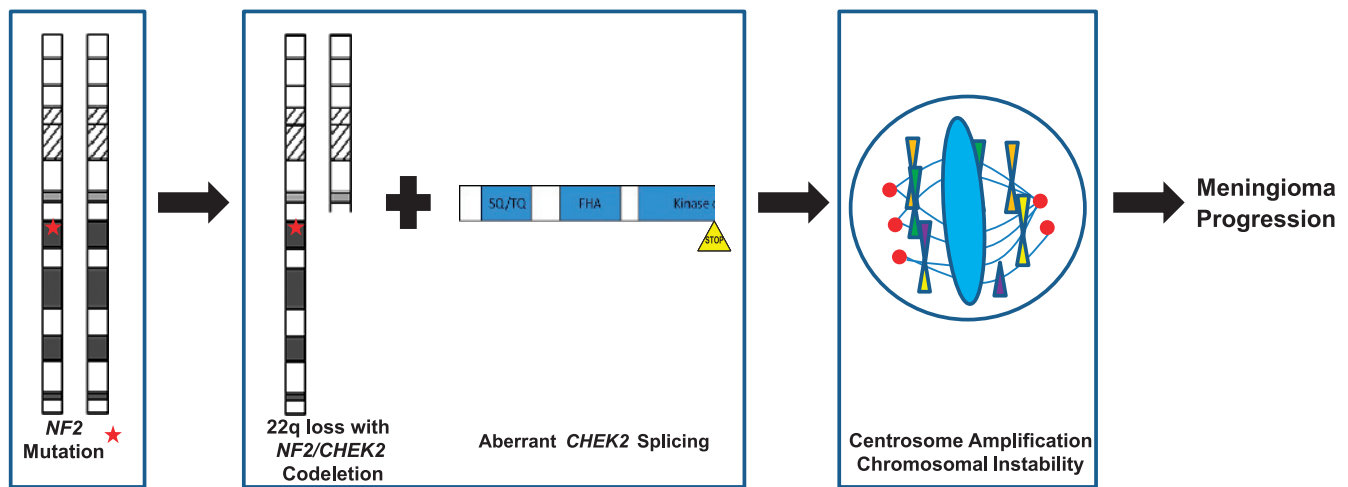 NF2
Mutation
22q loss with
NF2/CHEK2
Codeletion
SQ/TQ
FHA
Kinase
STOP
Aberrant CHEK2 Splicing
Centrosome Amplification
Chromosomal Instability
Meningioma
Progression